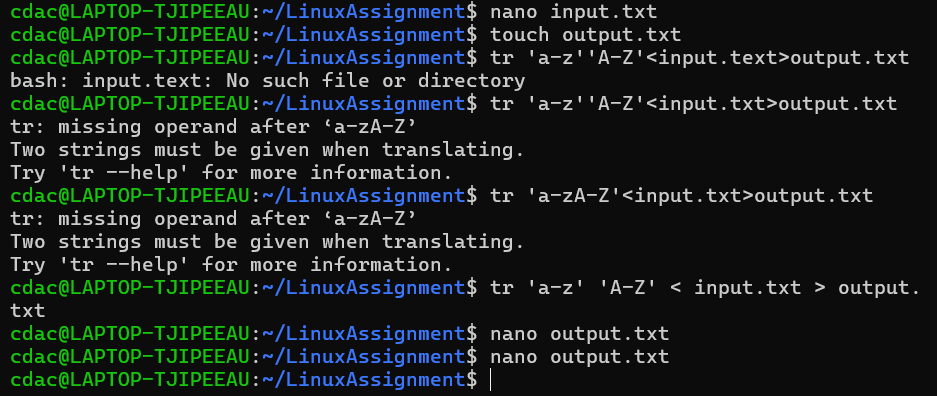 cdac@LAPTOP-TJIPEEAU:~/LinuxAssignment$ nano input.txt
cdac@LAPTOP-TJIPEEAU:~/LinuxAssignment$ touch output.txt
cdac@LAPTOP-TJIPEEAU:~/LinuxAssignment$ tr 'a-z''A-Z'<input.text>output.txt
bash: input.text: No such file or directory
cdac@LAPTOP-TJIPEEAU:~/LinuxAssignment$ tr 'a-z''A-Z'<input.txt>output.txt
tr: missing operand after ‘a-zA-Z’
Two strings must be given when translating.
Try 'tr --help' for more information.
cdac@LAPTOP-TJIPEEAU:~/LinuxAssignment$ tr 'a-zA-Z'<input.txt>output.txt
tr: missing operand after ‘a-zA-Z’
Two strings must be given when translating.
Try 'tr --help' for more information.
cdac@LAPTOP-TJIPEEAU:~/LinuxAssignment$ tr 'a-z' 'A-Z' < input.txt > output.
txt
cdac@LAPTOP-TJIPEEAU:~/LinuxAssignment$ nano output.txt
cdac@LAPTOP-TJIPEEAU:~/LinuxAssignment$ nano output.txt
cdac@LAPTOP-TJIPEEAU:~/LinuxAssignment$